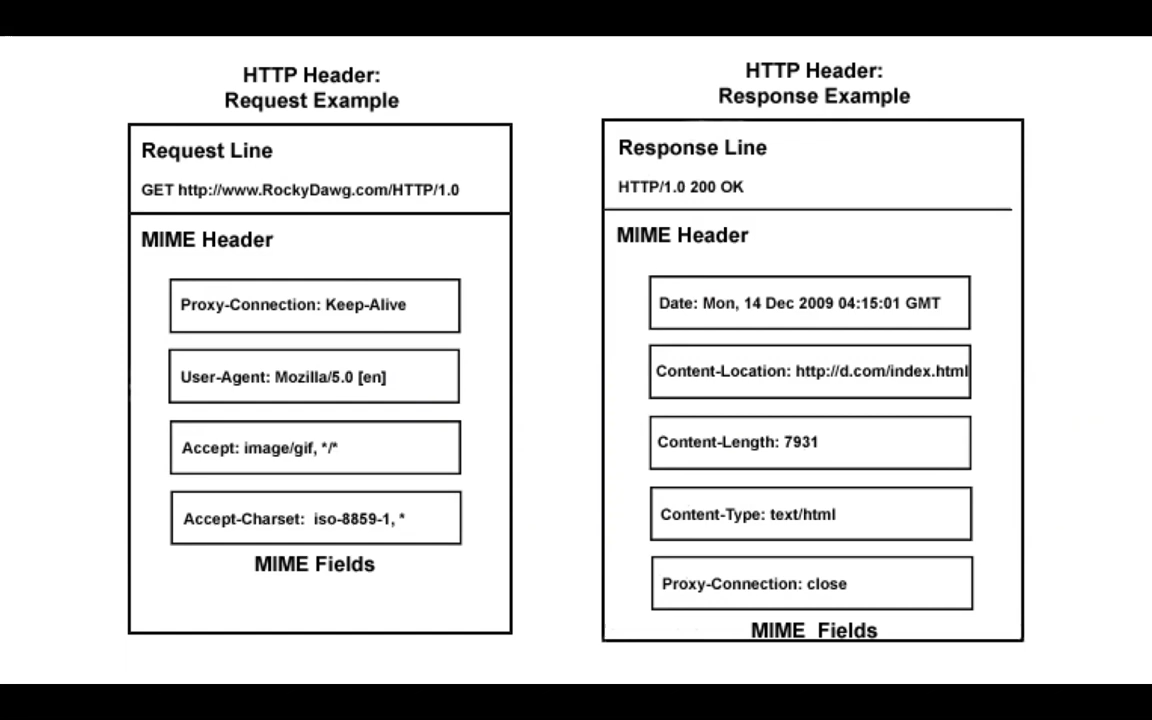 HTTP Header:
Request Example
Request Line
GET http://www.RockyDawg.com/HTTP/1.0
MIME Header
Proxy-Connection: Keep-Alive
User-Agent: Mozilla/5.0 [en]
Accept: image/gif, */*
Accept-Charset:  iso-8859-1, *
MIME Fields
HTTP Header:
Response Example
Response Line
HTTP/1.0 200 OK
MIME Header
Date: Mon, 14 Dec 2009 04:15:01 GMT
Content-Location: http://d.com/index.html
Content-Length: 7931
Content-Type: text/html
Proxy-Connection: close
MIME  Fields